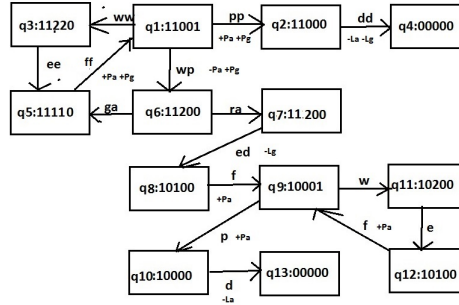 q3:11220 ww q1:11001 pp q2:11000 dd q4:00000
+Pa +Pg -La -Lg
ee ff wp -Pa +Pg
+Pa +Pg
q5:11110 ga q6:11200 ra q7:11.200
ed -Lg
q8:10100 f q9:10001 w q11:10200
+Pa
p +Pa f +Pa e
q10:10000 q13:00000 q12:10100
d
-La